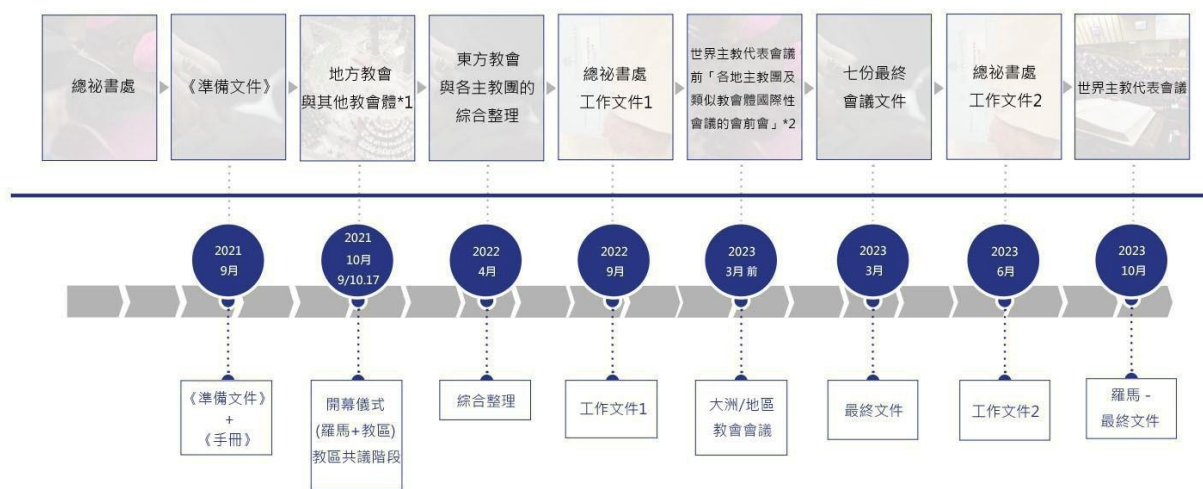 總祕書處
《準備文件》
地方教會
與其他教會體*1
東方教會
與各主教團的
綜合整理
總祕書處
工作文件1
世界主教代表會議
前「各地主教團及
類似教會體國際性
會議的會前會」*2
七份最終
會議文件
總祕書處
工作文件2
世界主教代表會議
2021
9月
2021
10月
9/10.17
2022
4月
2022
9月
2023
3月前
2023
3月
2023
6月
2023
10月
《準備文件》
+
《手冊》
開幕儀式
(羅馬+教區)
教區共議階段
綜合整理
工作文件1
大洲/地區
教會會議
最終文件
工作文件2
羅馬 -
最終文件